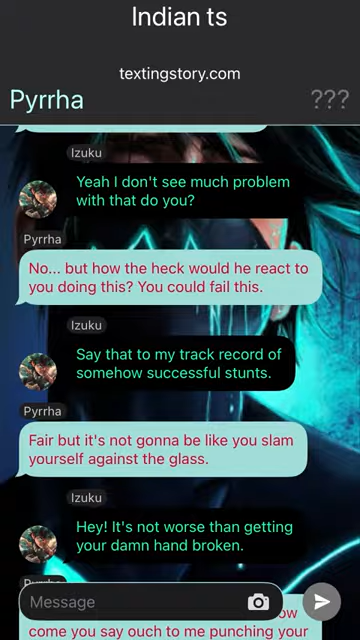 Indian ts
textingstory.com
Pyrrha
???
Izuku
Yeah I don't see much problem
with that do you?
Pyrrha
No... but how the heck would he react to
you doing this? You could fail this.
Izuku
Say that to my track record of
somehow successful stunts.
Pyrrha
Fair but it's not gonna be like you slam
yourself against the glass.
Izuku
Hey! It's not worse than getting
your damn hand broken.
Message
come you say ouch to me punching your